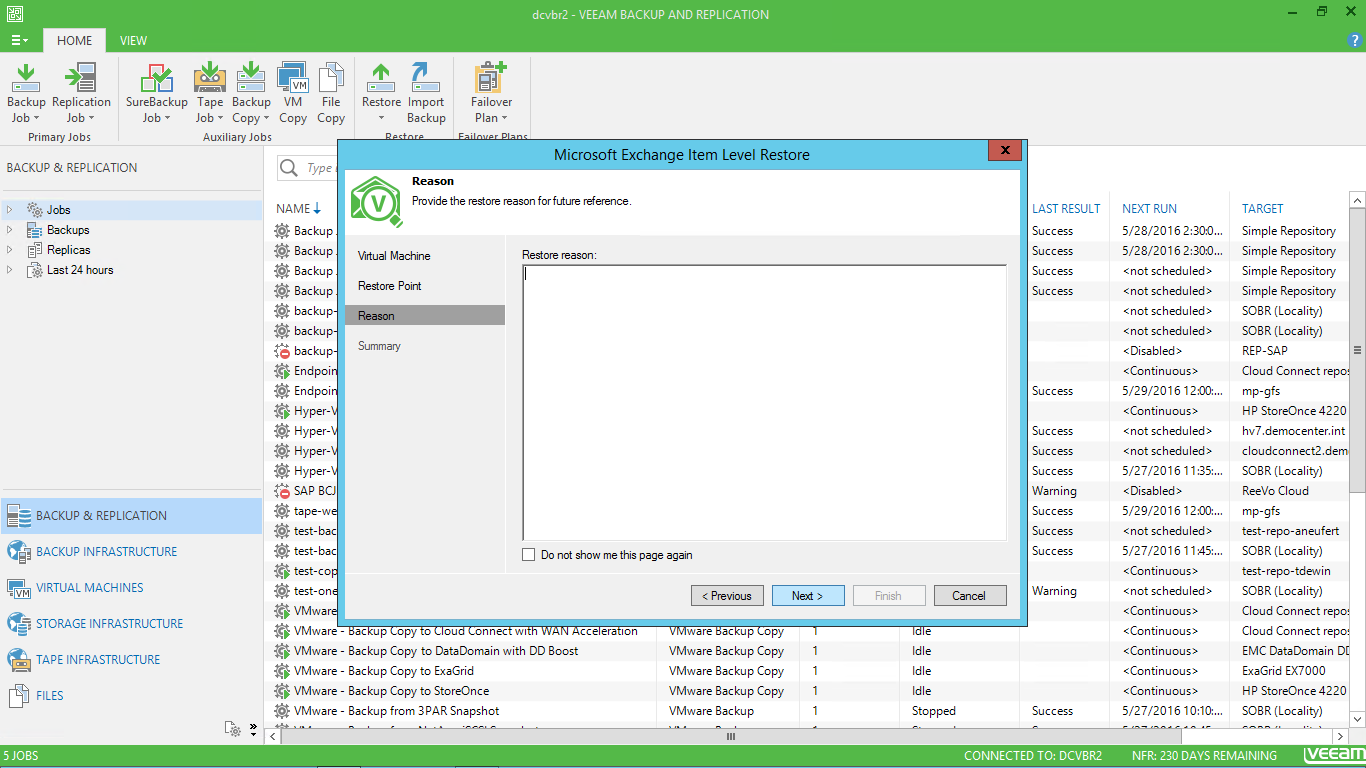 dcvbr2 - VEEAM BACKUP AND REPLICATION
HOME VIEW
Backup Job Replication Job SureBackup Job Tape Job Backup Copy VM Copy File Copy Restore Import Backup Failover Plan
Primary Jobs Auxiliary Jobs Restore Failover Plans
BACKUP & REPLICATION
Jobs
Backups
Replicas
Last 24 hours
BACKUP & REPLICATION
BACKUP INFRASTRUCTURE
VIRTUAL MACHINES
STORAGE INFRASTRUCTURE
TAPE INFRASTRUCTURE
FILES
Type
NAME LAST RESULT NEXT RUN TARGET
Backup Success 5/28/2016 2:30:0... Simple Repository
Backup Success 5/28/2016 2:30:0... Simple Repository
Backup Success <not scheduled> Simple Repository
Backup Success <not scheduled> Simple Repository
backup- <not scheduled> SOBR (Locality)
backup- <not scheduled> SOBR (Locality)
backup- <Disabled> REP-SAP
Endpoin <Continuous> Cloud Connect repos
Endpoin Success 5/29/2016 12:00:... mp-gfs
Hyper-V <Continuous> HP StoreOnce 4220
Hyper-V Success <not scheduled> hv7.democenter.int
Hyper-V Success <not scheduled> cloudconnect2.dem
Hyper-V Success 5/27/2016 11:35:... SOBR (Locality)
SAP BCJ Warning <Disabled> ReeVo Cloud
tape-we Success 5/29/2016 12:00:... mp-gfs
test-bac Success <not scheduled> test-repo-aneufert
test-bac Success 5/27/2016 11:45:... SOBR (Locality)
test-cop <Continuous> test-repo-tdewin
test-one Warning <not scheduled> SOBR (Locality)
VMware <Continuous> Cloud Connect repos
VMware - Backup Copy to Cloud Connect with WAN Acceleration VMware Backup Copy 1 Idle <Continuous> Cloud Connect repos
VMware - Backup Copy to DataDomain with DD Boost VMware Backup Copy 1 Idle <Continuous> EMC DataDomain DD
VMware - Backup Copy to ExaGrid VMware Backup Copy 1 Idle <Continuous> ExaGrid EX7000
VMware - Backup Copy to StoreOnce VMware Backup Copy 1 Idle <Continuous> HP StoreOnce 4220
VMware - Backup from 3PAR Snapshot VMware Backup 1 Stopped Success 5/27/2016 10:10:... SOBR (Locality)
Microsoft Exchange Item Level Restore
Reason
Provide the restore reason for future reference.
Virtual Machine
Restore Point
Reason
Summary
Restore reason:
Do not show me this page again
< Previous Next > Finish Cancel
5 JOBS CONNECTED TO: DCVBR2 NFR: 230 DAYS REMAINING veeam